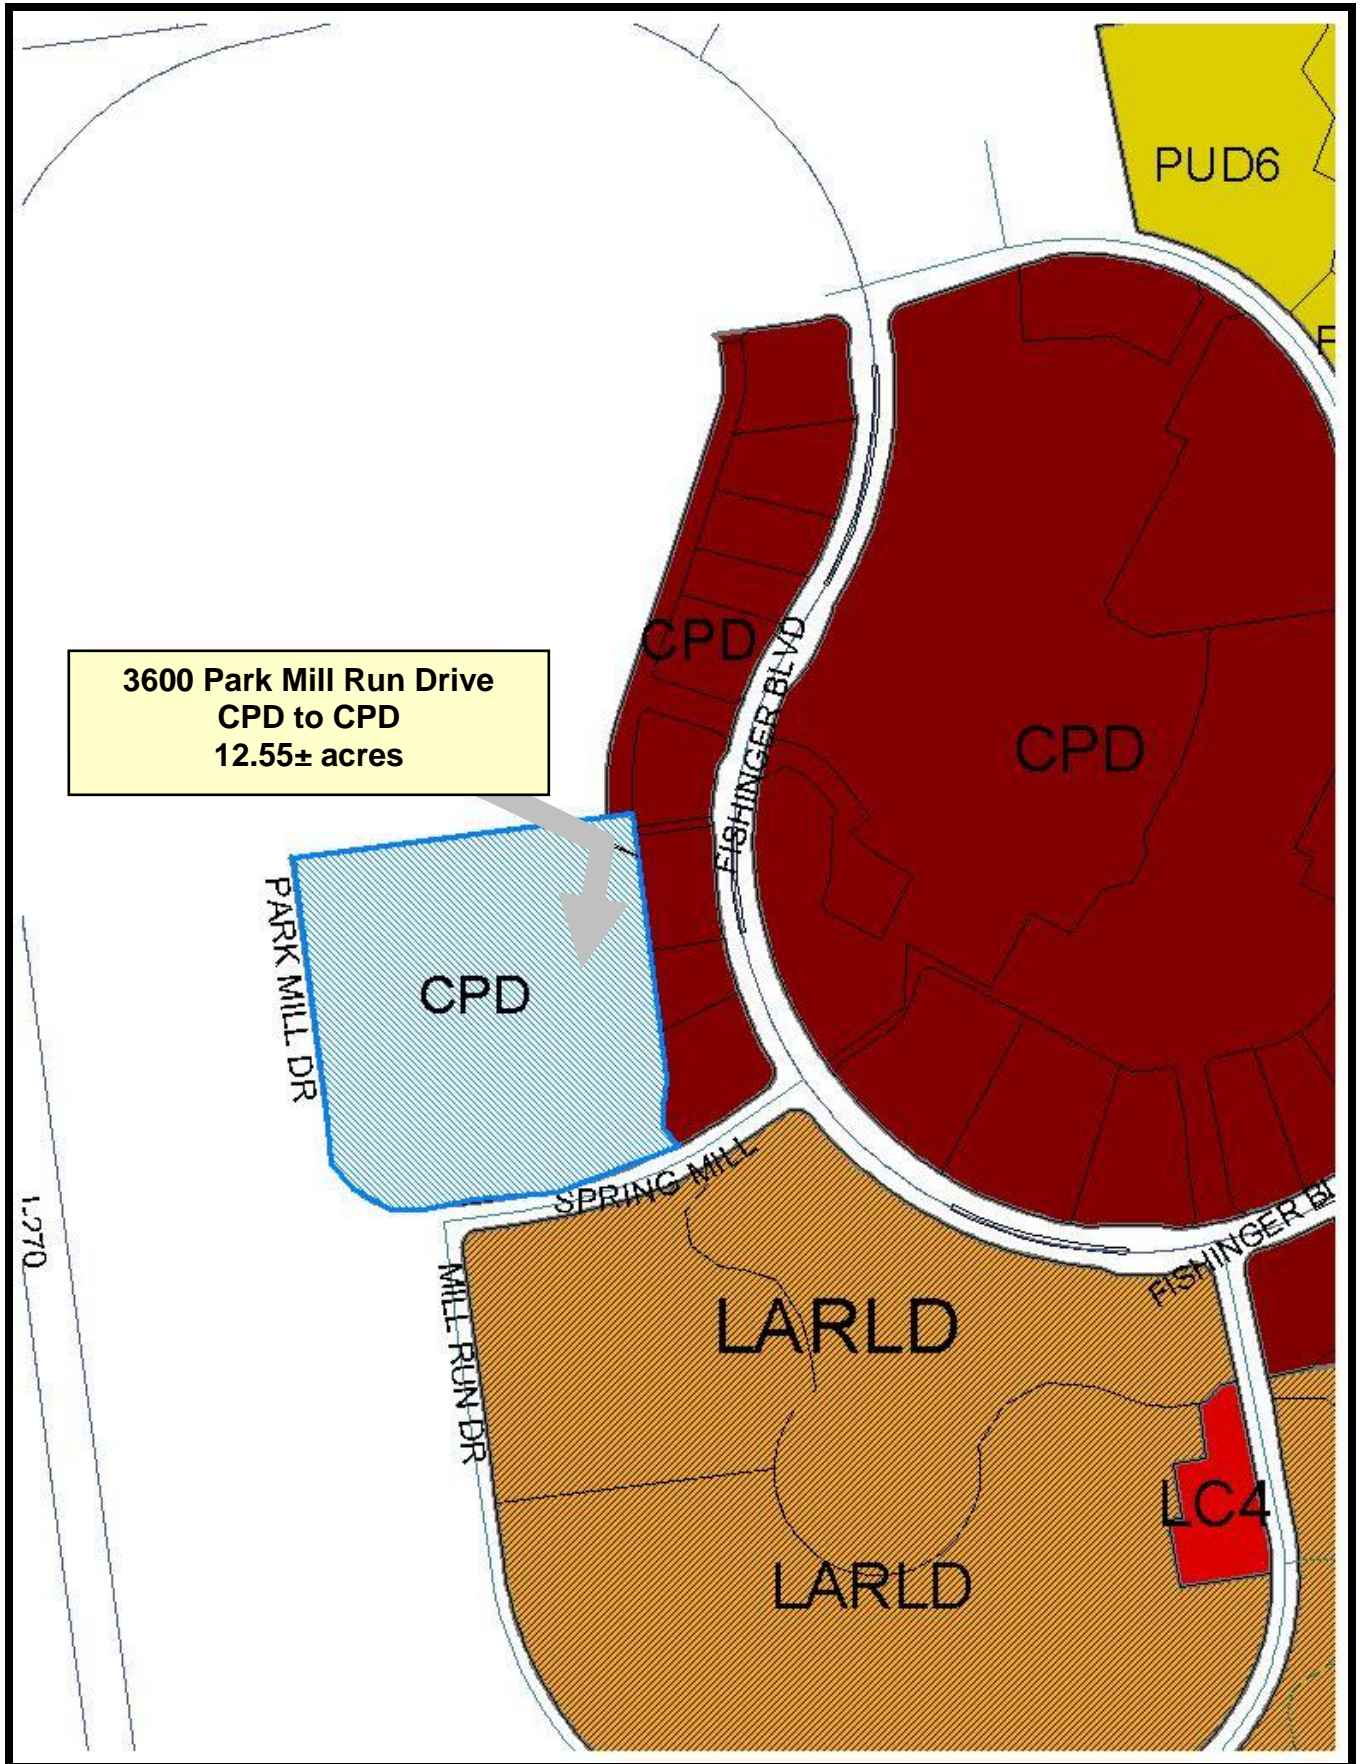 PUD6
CPD
FISHINGER BLVD
3600 Park Mill Run Drive
CPD to CPD
12.55± acres
CPD
PARK MILL DR
CPD
SPRING MILL
I-270
MILL RUN DR
LARLD
FISHINGER BL
LC4
LARLD